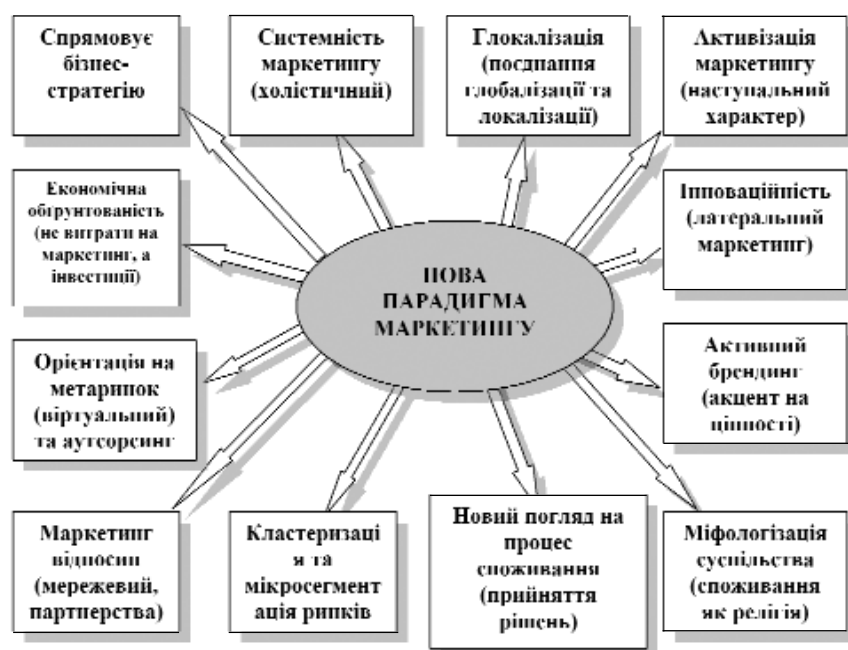 Спрямовує
бізнес-
стратегію
Системність
маркетингу
(холістичний)
Глокалізація
(поєднання
глобалізації та
локалізації)
Активізація
маркетингу
(наступальний
характер)
Економічна
обґрунтованість
(не витрати на
маркетинг, а
інвестиції)
Інноваційність
(латеральний
маркетинг)
НОВА
ПАРАДИГМА
МАРКЕТИНГУ
Орієнтація на
метаринок
(віртуальний)
та аутсорсинг
Активний
брендинг
(акцент на
цінності)
Маркетинг
відносин
(мережевий,
партнерства)
Кластеризаці
я та
мікросегмент
ація ринків
Новий погляд на
процес
споживання
(прийняття
рішень)
Міфологізація
суспільства
(споживання
як релігія)